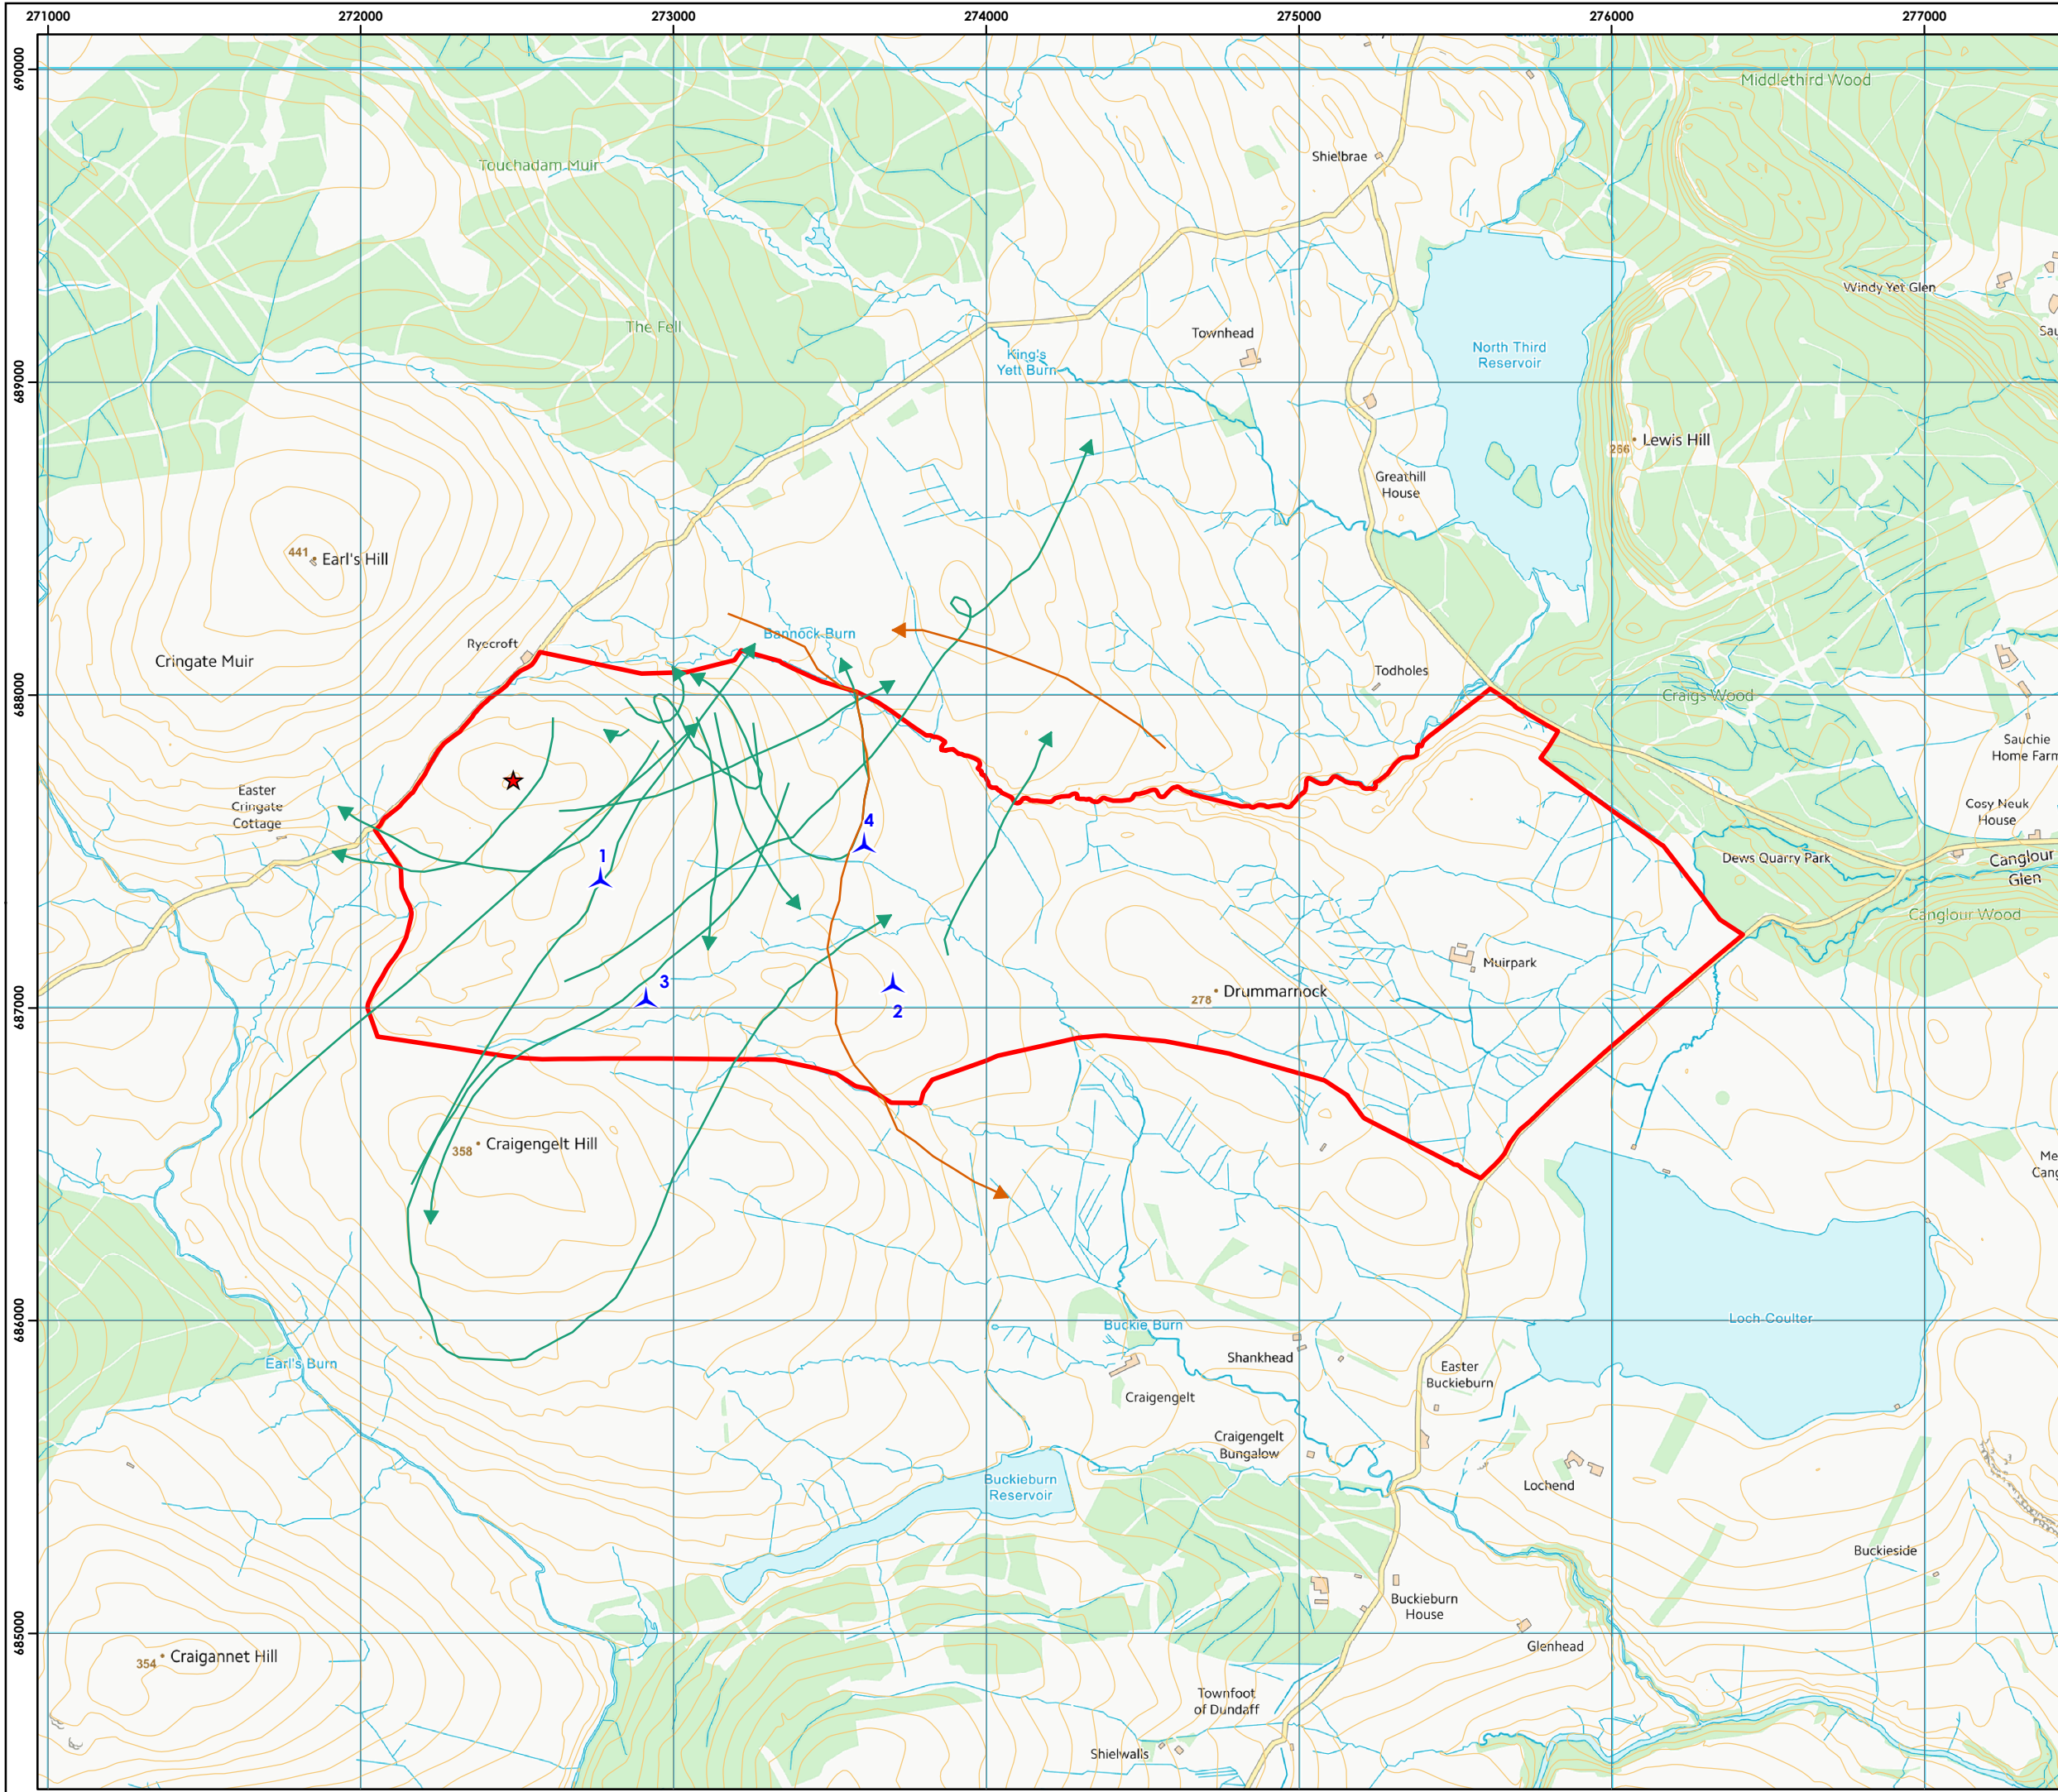 271000 272000 273000 274000 275000 276000 277000
690000
Middlethird Wood
Touchadam Muir
Shielbrae
Windy Yet Glen
The Fell
Townhead
King's
Yett Burn
North Third
Reservoir
689000
266
Lewis Hill
Greathill
House
441
Earl's Hill
Ryecroft
Bannock Burn
Cringate Muir
Todholes
688000
Craigs Wood
Sauchie
Home Farm
Easter
Cringate
Cottage
Cosy Neuk
House
4
1
Dews Quarry Park
Canglour
Glen
Canglour Wood
Muirpark
3
278
Drummarnock
2
687000
358
Craigengelt Hill
686000
Loch Coulter
Buckie Burn
Earl's Burn
Shankhead
Easter
Buckieburn
Craigengelt
Craigengelt
Bungalow
Buckieburn
Reservoir
Lochend
Buckieside
Buckieburn
House
685000
Glenhead
354
Craigannet Hill
Townfoot
of Dundaff
Shielwalls